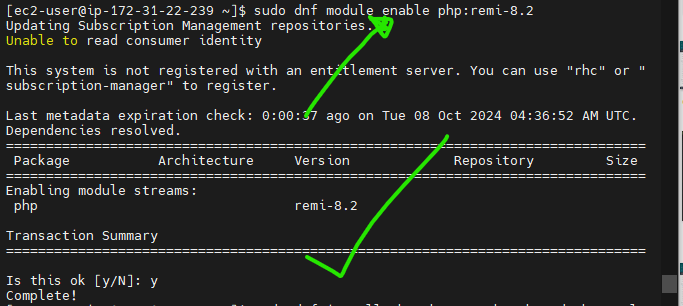 [ec2-user@ip-172-31-22-239 ~]$ sudo dnf module enable php:remi-8.2
Updating Subscription Management repositories.
Unable to read consumer identity
This system is not registered with an entitlement server. You can use "rhc" or "
subscription-manager" to register.
Last metadata expiration check: 0:00:37 ago on Tue 08 Oct 2024 04:36:52 AM UTC.
Dependencies resolved.
================================================================================
Package Architecture Version Repository Size
================================================================================
Enabling module streams:
php remi-8.2
Transaction Summary
================================================================================
Is this ok [y/N]: y
Complete!